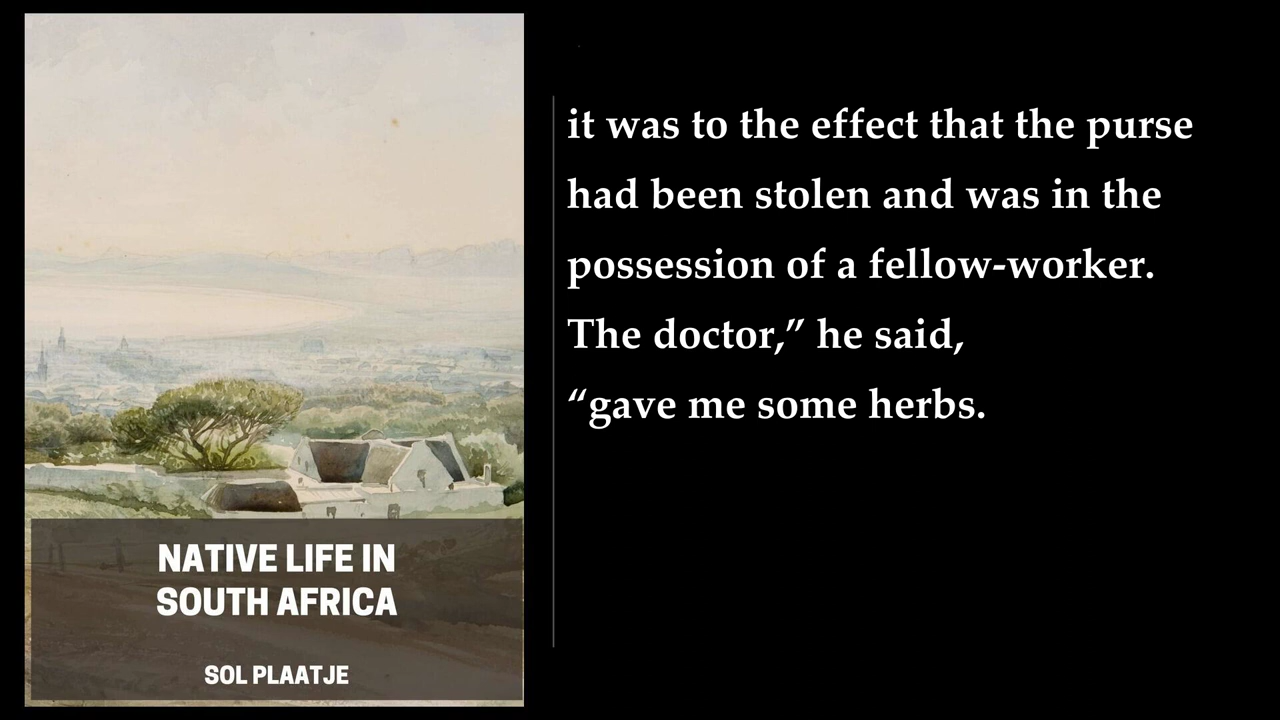 NATIVE LIFE IN
SOUTH AFRICA
SOL PLAATJE
it was to the effect that the purse
had been stolen and was in the
possession of a fellow-worker.
The doctor,” he said,
“gave me some herbs.